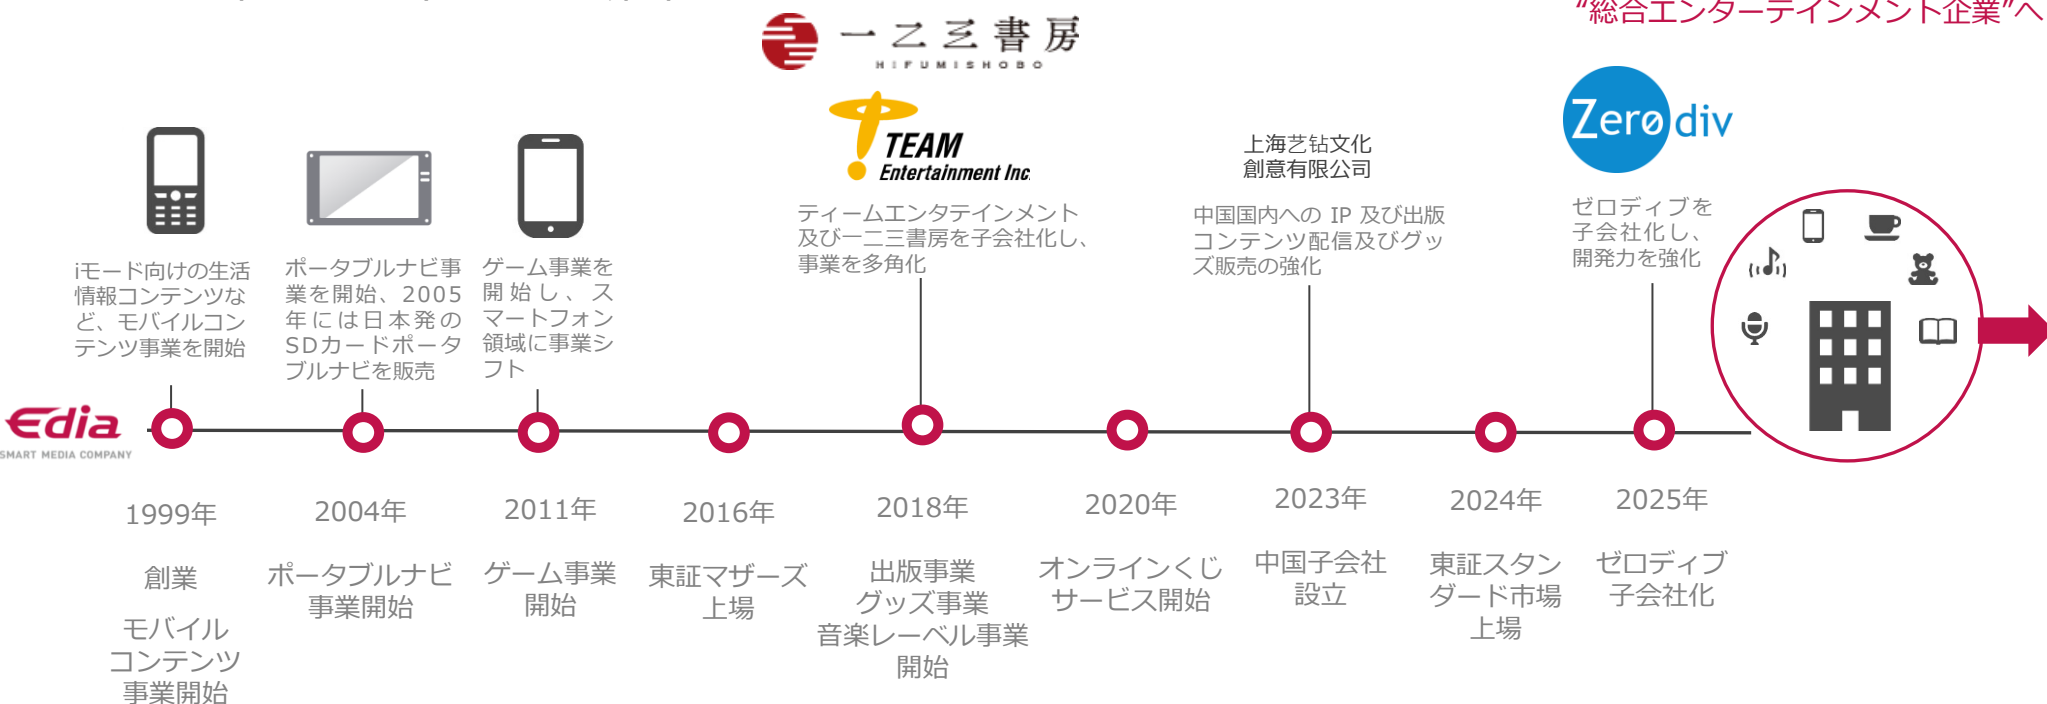 “総合エンターテインメント企業”へ
一二三書房
HIFUMISHOBO
TEAM
Entertainment Inc.
Zerødiv
上海艺钻文化
創意有限公司
iモード向けの生活
情報コンテンツな
ど、モバイルコン
テンツ事業を開始
ポータブルナビ事
業を開始、2005
年には日本発の
SDカードポータ
ブルナビを販売
ゲーム事業を
開始し、ス
マートフォン
領域に事業シ
フト
ティームエンタテインメント
及び一二三書房を子会社化し、
事業を多角化
中国国内への IP 及び出版
コンテンツ配信及びグッ
ズ販売の強化
ゼロディブを
子会社化し、
開発力を強化
Edia
SMART MEDIA COMPANY
1999年
創業
モバイル
コンテンツ
事業開始
2004年
ポータブルナビ
事業開始
2011年
ゲーム事業
開始
2016年
東証マザーズ
上場
2018年
出版事業
グッズ事業
音楽レーベル事業
開始
2020年
オンラインくじ
サービス開始
2023年
中国子会社
設立
2024年
東証スタン
ダード市場
上場
2025年
ゼロディブ
子会社化